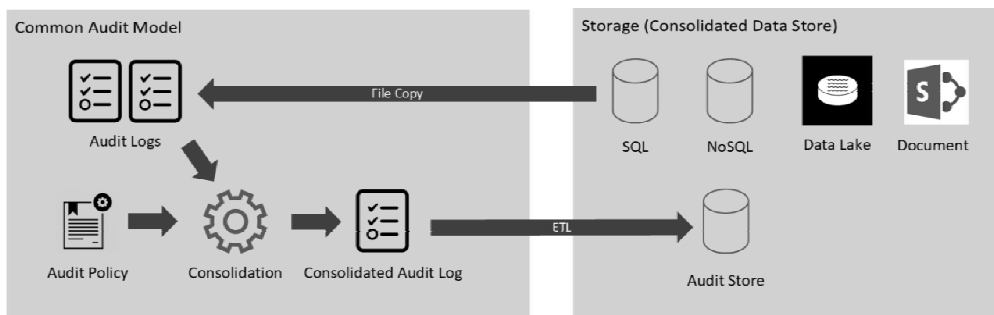 Common Audit Model
Storage (Consolidated Data Store)
File Copy
Audit Logs
SQL
NoSQL
Data Lake
S
Document
ETL
Audit Policy
Consolidation
Consolidated Audit Log
Audit Store